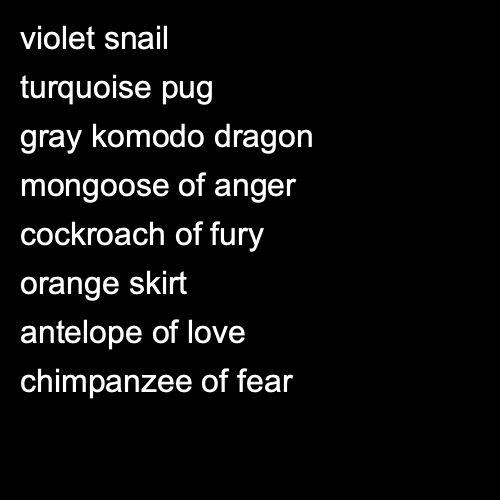 violet snail
turquoise pug
gray komodo dragon
mongoose of anger
cockroach of fury
orange skirt
antelope of love
chimpanzee of fear